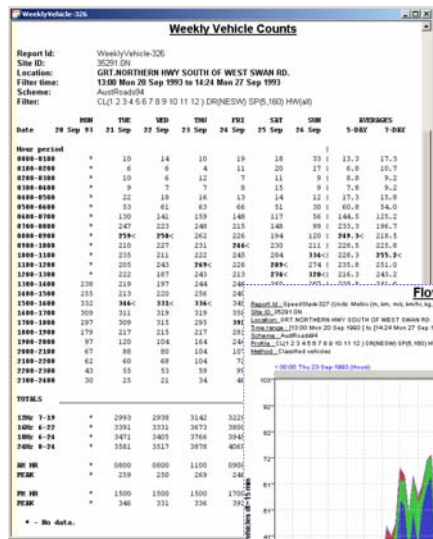 WeeklyVehicle-326
Weekly Vehicle Counts
Report Id: WeeklyVehicle-326
Site ID: 35291.0N
Location: GRT.NORTHERN HWY SOUTH OF WEST SWAN RD.
Filter time: 13:00 Mon 20 Sep 1993 to 14:24 Mon 27 Sep 1993
Scheme: AustRoads94
Filter: CL(1 2 3 4 5 6 7 8 9 10 11 12 ) DR(NESW) SP(5,160) HW(all)
MON TUE WED THU FRI SAT SUN AVERAGES
Date 20 Sep 93 21 Sep 22 Sep 23 Sep 24 Sep 25 Sep 26 Sep 5-DAY 7-DAY
Hour period
0000-0100 * 10 14 10 19 18 33 | 13.3 17.3
0100-0200 * 6 6 4 11 20 17 | 6.8 10.7
0200-0300 * 10 6 12 7 11 9 | 8.8 9.2
0300-0400 * 9 7 7 8 15 9 | 7.8 9.2
0400-0500 * 22 18 16 13 14 12 | 17.3 15.8
0500-0600 * 53 61 63 66 51 30 | 60.8 54.0
0600-0700 * 130 141 159 148 117 56 | 144.5 125.2
0700-0800 * 247 223 248 215 148 99 | 233.3 196.7
0800-0900 * 259< 250< 262 226 194 120 | 249.3< 218.5
0900-1000 * 210 227 231 246< 230 211 | 228.5 225.8
1000-1100 * 235 211 222 245 284 334< | 228.3 255.2<
1100-1200 * 205 243 269< 226 289< 274 | 235.8 251.0
1200-1300 * 222 187 243 213 274< 320< | 216.3 243.2
1300-1400 238 219 197 244
1400-1500 255 213 220 256
1500-1600 332 346< 331< 336<
1600-1700 309 311 319 319
1700-1800 297 309 315 295
1800-1900 179 217 215 217
1900-2000 97 120 104 164
2000-2100 67 88 80 104
2100-2200 62 60 68 104
2200-2300 43 55 53 59
2300-2400 30 25 21 34
TOTALS
12Hr 7-19 * 2993 2938 3142
16Hr 6-22 * 3391 3331 3673
18Hr 6-24 * 3471 3405 3766
24Hr 0-24 * 3581 3517 3878
AM HR * 0800 0800 1100
PEAK * 259 250 269
PM HR * 1500 1500 1500
PEAK * 346 331 336
* - No data.
Report Id : SpeedStack-327
Site ID : 35291.0N
Location : GRT.NORTHERN HWY SOUTH OF WEST SWAN RD.
Scheme : AustRoads94
Method : Classified vehicles